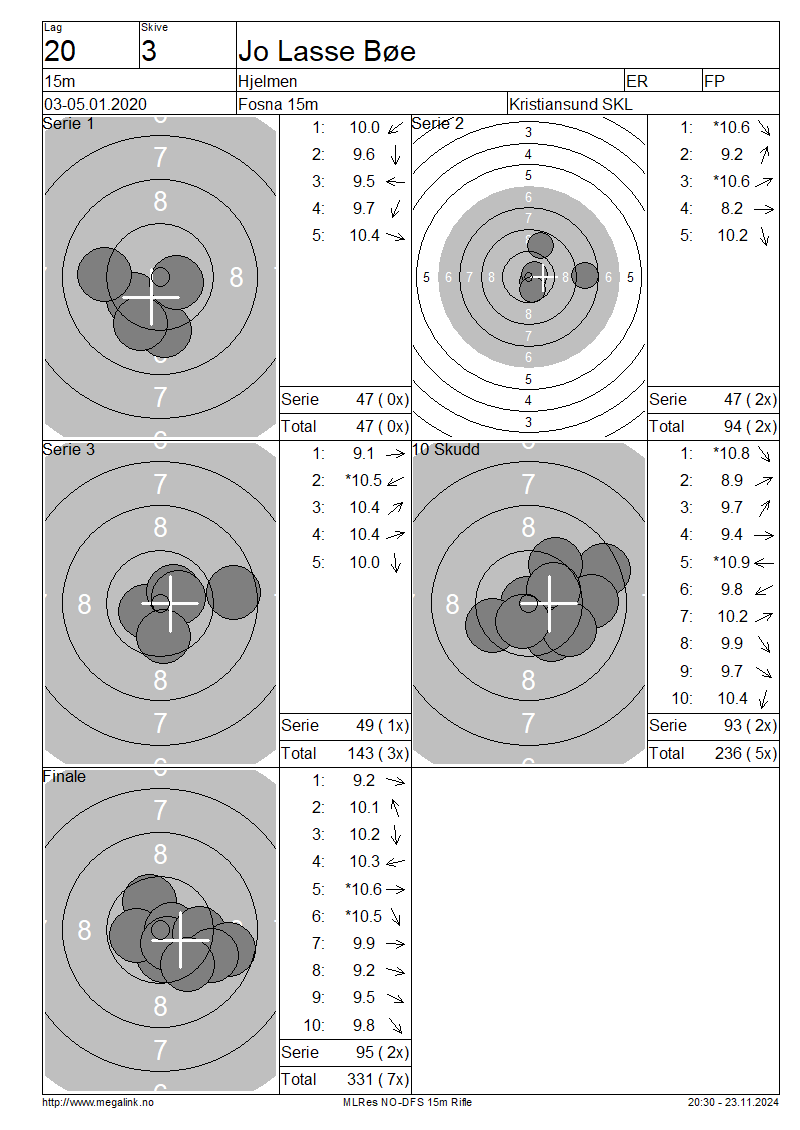 Lag
Skive
20
3
Jo Lasse Bøe
15m
Hjelmen
ER
FP
03-05.01.2020
Fosna 15m
Kristiansund SKL
Serie 1
7
8
8
7
1: 10.0
2: 9.6
3: 9.5
4: 9.7
5: 10.4
Serie 47 ( 0x)
Total 47 ( 0x)
Serie 2
3
4
5
6
7
5 6 7 8 8 6 5
8
7
6
5
4
3
1: *10.6
2: 9.2
3: *10.6
4: 8.2
5: 10.2
Serie 47 ( 2x)
Total 94 ( 2x)
Serie 3
7
8
8
8
7
1: 9.1
2: *10.5
3: 10.4
4: 10.4
5: 10.0
Serie 49 ( 1x)
Total 143 ( 3x)
10 Skudd
7
8
8
8
7
1: *10.8
2: 8.9
3: 9.7
4: 9.4
5: *10.9
6: 9.8
7: 10.2
8: 9.9
9: 9.7
10: 10.4
Serie 93 ( 2x)
Total 236 ( 5x)
Finale
7
8
8
8
7
1: 9.2
2: 10.1
3: 10.2
4: 10.3
5: *10.6
6: *10.5
7: 9.9
8: 9.2
9: 9.5
10: 9.8
Serie 95 ( 2x)
Total 331 ( 7x)
http://www.megalink.no
MLRes NO-DFS 15m Rifle
20:30 - 23.11.2024